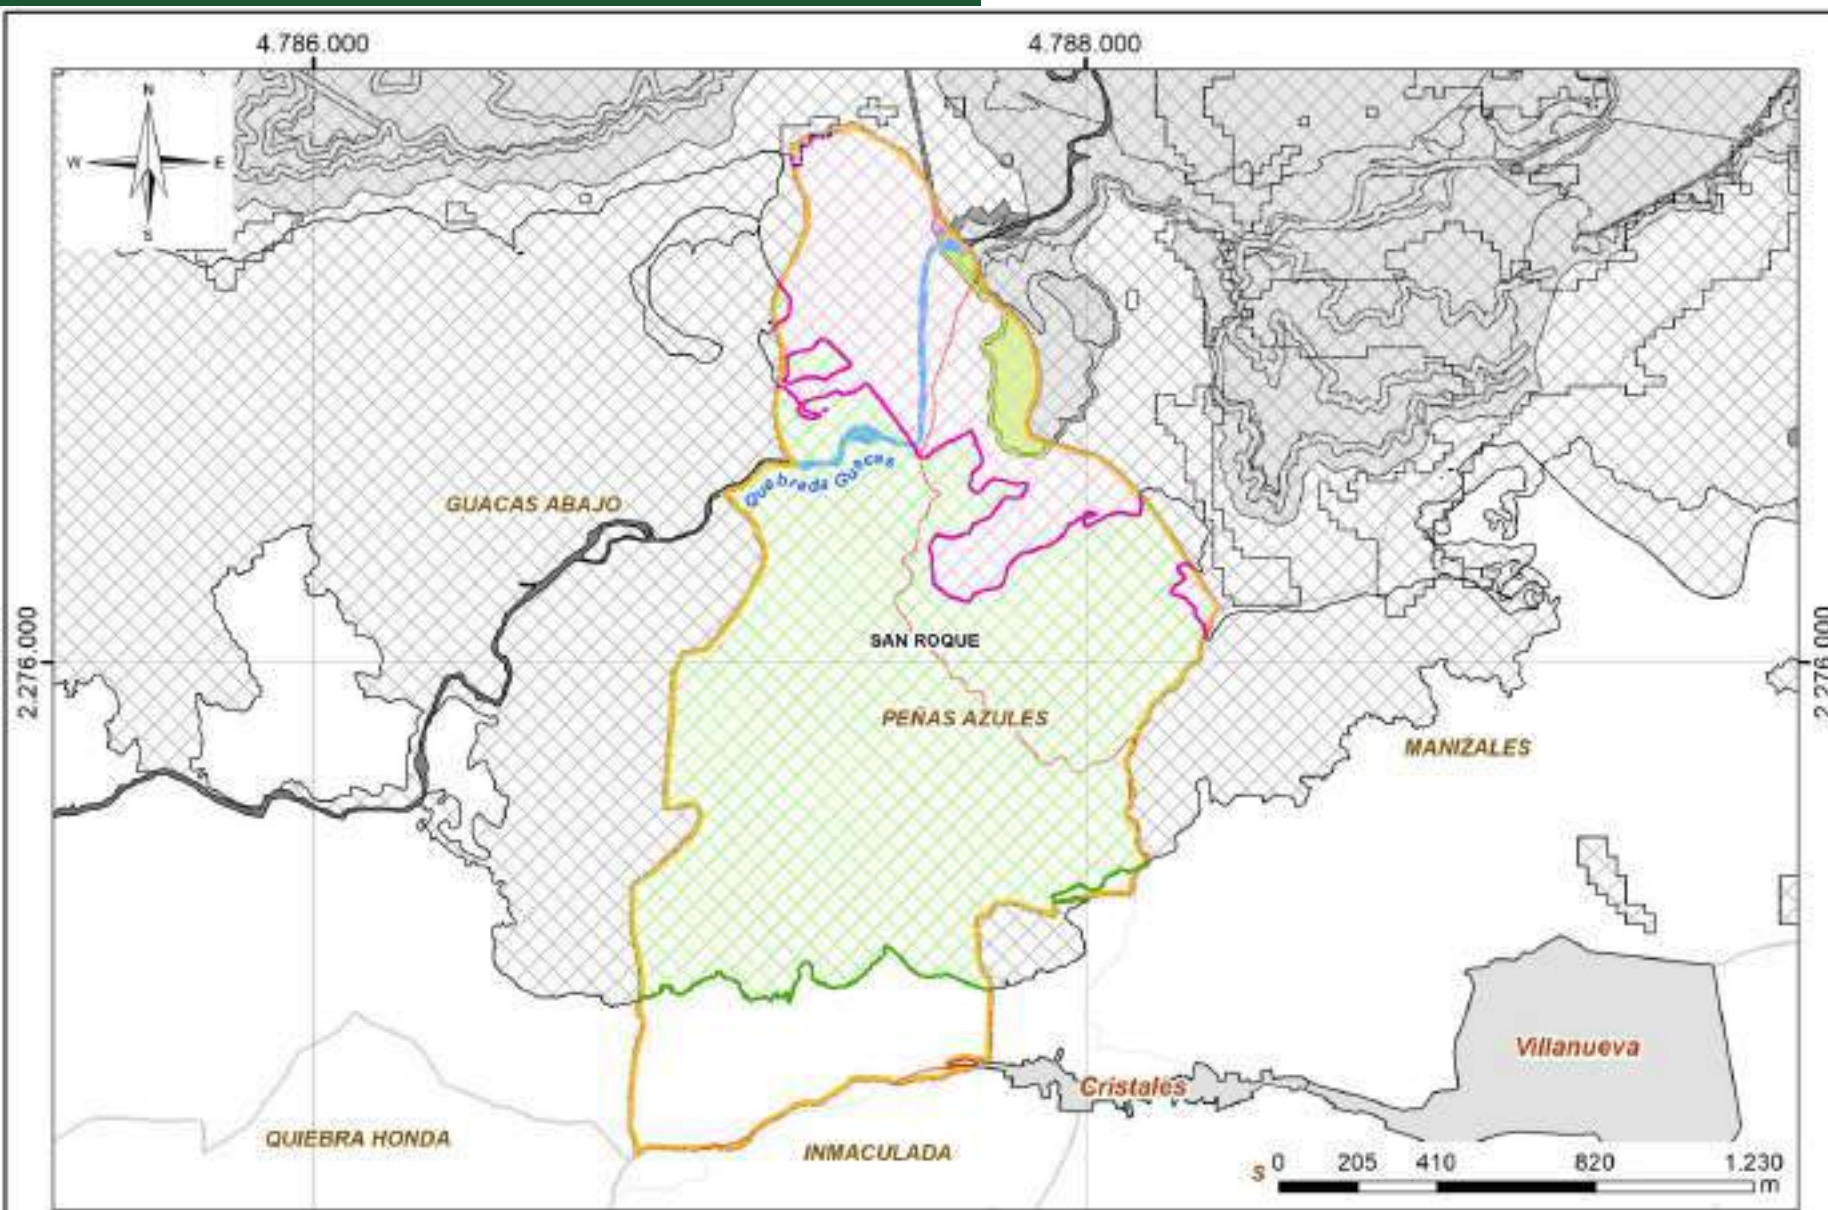 4.786.000
4.788.000
N
W
E
S
Quebrada Guacas
GUACAS ABAJO
2.276.000
2.276.000
SAN ROQUE
PEÑAS AZULES
MANIZALES
Villanueva
Cristales
QUIEBRA HONDA
INMACULADA
S
0 205 410 820 1.230
m